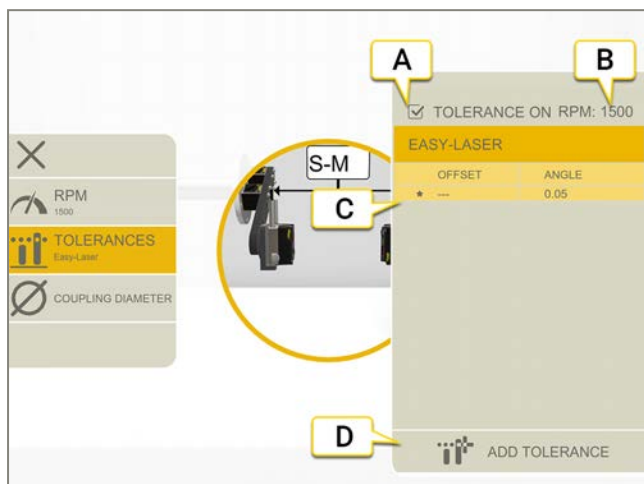 A
B
TOLERANCE ON RPM: 1500
EASY-LASER
OFFSET ANGLE
* --- 0.05
C
S-M
RPM
1500
TOLERANCES
Easy-Laser
COUPLING DIAMETER
D
ADD TOLERANCE